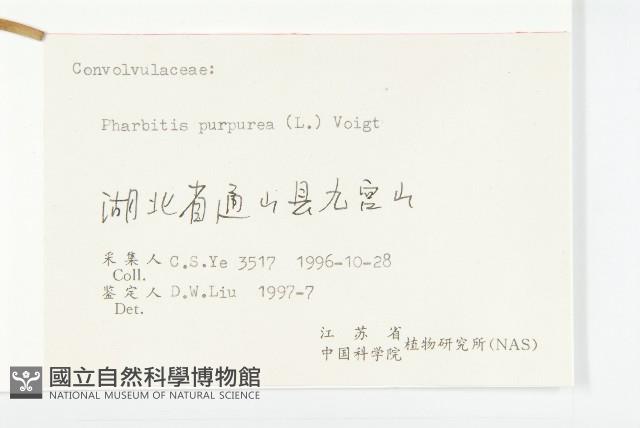 Convolvulaceae:
Pharbitis purpurea (L.) Voigt
湖北省通山县九宫山
采集人 C.S.Ye 3517 1996-10-28
Coll.
鉴定人 D.W.Liu 1997-7
Det.
江苏省
中国科学院 植物研究所(NAS)
國立自然科學博物館
NATIONAL MUSEUM OF NATURAL SCIENCE